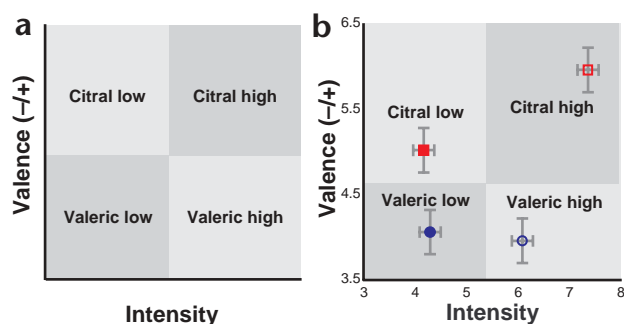 a
Valence (–/+)
Citral low
Citral high
Valeric low
Valeric high
Intensity
b
Valence (–/+)
6.5
5.5
4.5
3.5
Citral low
Citral high
Valeric low
Valeric high
3 4 5 6 7 8
Intensity